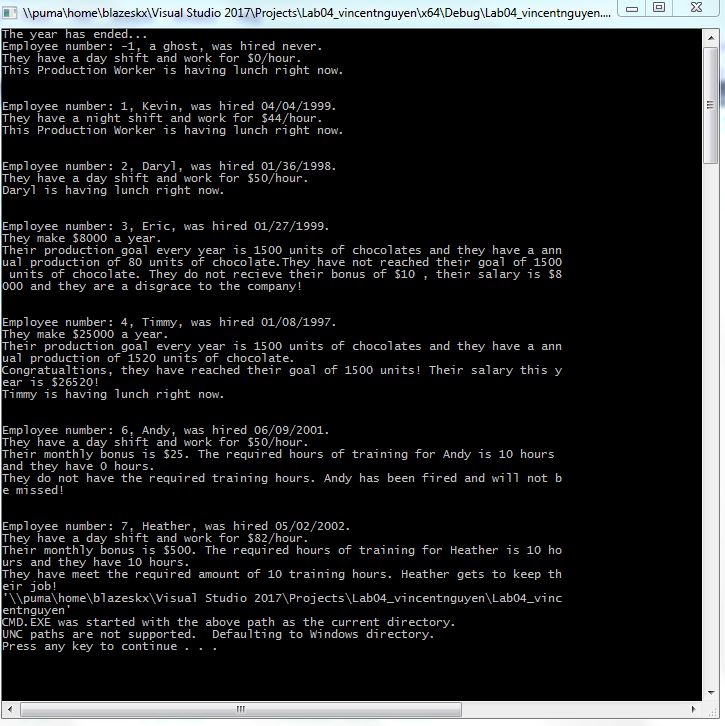 \\puma\home\blazeskx\Visual Studio 2017\Projects\Lab04_vincentnguyen\x64\Debug\Lab04_vincentnguyen....
The year has ended...
Employee number: -1, a ghost, was hired never.
They have a day shift and work for $0/hour.
This Production Worker is having lunch right now.
Employee number: 1, Kevin, was hired 04/04/1999.
They have a night shift and work for $44/hour.
This Production Worker is having lunch right now.
Employee number: 2, Daryl, was hired 01/36/1998.
They have a day shift and work for $50/hour.
Daryl is having lunch right now.
Employee number: 3, Eric, was hired 01/27/1999.
They make $8000 a year.
Their production goal every year is 1500 units of chocolates and they have a ann
ual production of 80 units of chocolate.They have not reached their goal of 1500
 units of chocolate. They do not recieve their bonus of $10 , their salary is $8
000 and they are a disgrace to the company!
Employee number: 4, Timmy, was hired 01/08/1997.
They make $25000 a year.
Their production goal every year is 1500 units of chocolates and they have a ann
ual production of 1520 units of chocolate.
Congratualtions, they have reached their goal of 1500 units! Their salary this y
ear is $26520!
Timmy is having lunch right now.
Employee number: 6, Andy, was hired 06/09/2001.
They have a day shift and work for $50/hour.
Their monthly bonus is $25. The required hours of training for Andy is 10 hours
and they have 0 hours.
They do not have the required training hours. Andy has been fired and will not b
e missed!
Employee number: 7, Heather, was hired 05/02/2002.
They have a day shift and work for $82/hour.
Their monthly bonus is $500. The required hours of training for Heather is 10 ho
urs and they have 10 hours.
They have meet the required amount of 10 training hours. Heather gets to keep th
eir job!
'\\puma\home\blazeskx\Visual Studio 2017\Projects\Lab04_vincentnguyen\Lab04_vinc
entnguyen'
CMD.EXE was started with the above path as the current directory.
UNC paths are not supported.  Defaulting to Windows directory.
Press any key to continue . . .